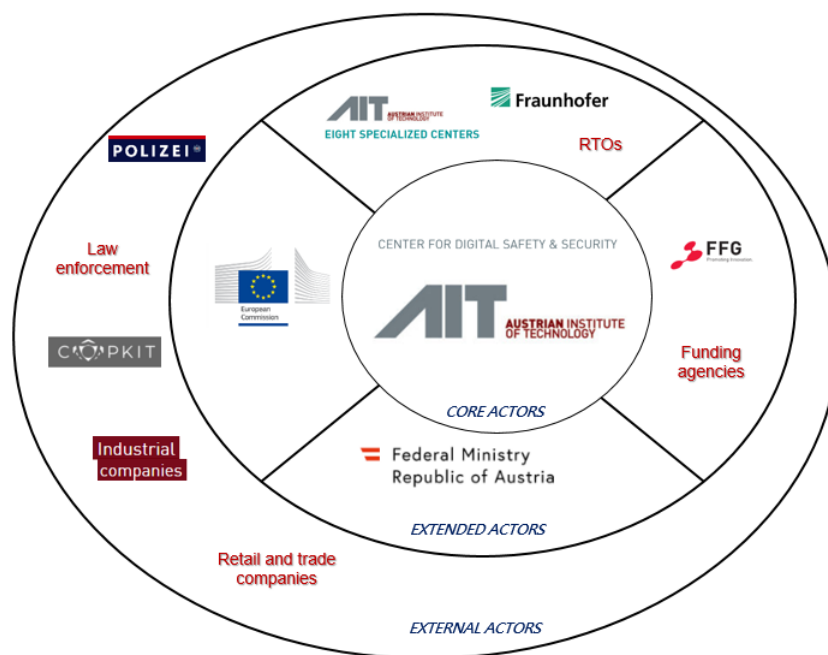 AIT AUSTRIAN INSTITUTE
OF TECHNOLOGY
EIGHT SPECIALIZED CENTERS
Fraunhofer
RTOs
POLIZEI
Law
enforcement
European
Commission
CENTER FOR DIGITAL SAFETY & SECURITY
AIT AUSTRIAN INSTITUTE
OF TECHNOLOGY
FFG
Promoting Innovation.
COPKIT
Funding
agencies
CORE ACTORS
Industrial
companies
Federal Ministry
Republic of Austria
EXTENDED ACTORS
Retail and trade
companies
EXTERNAL ACTORS